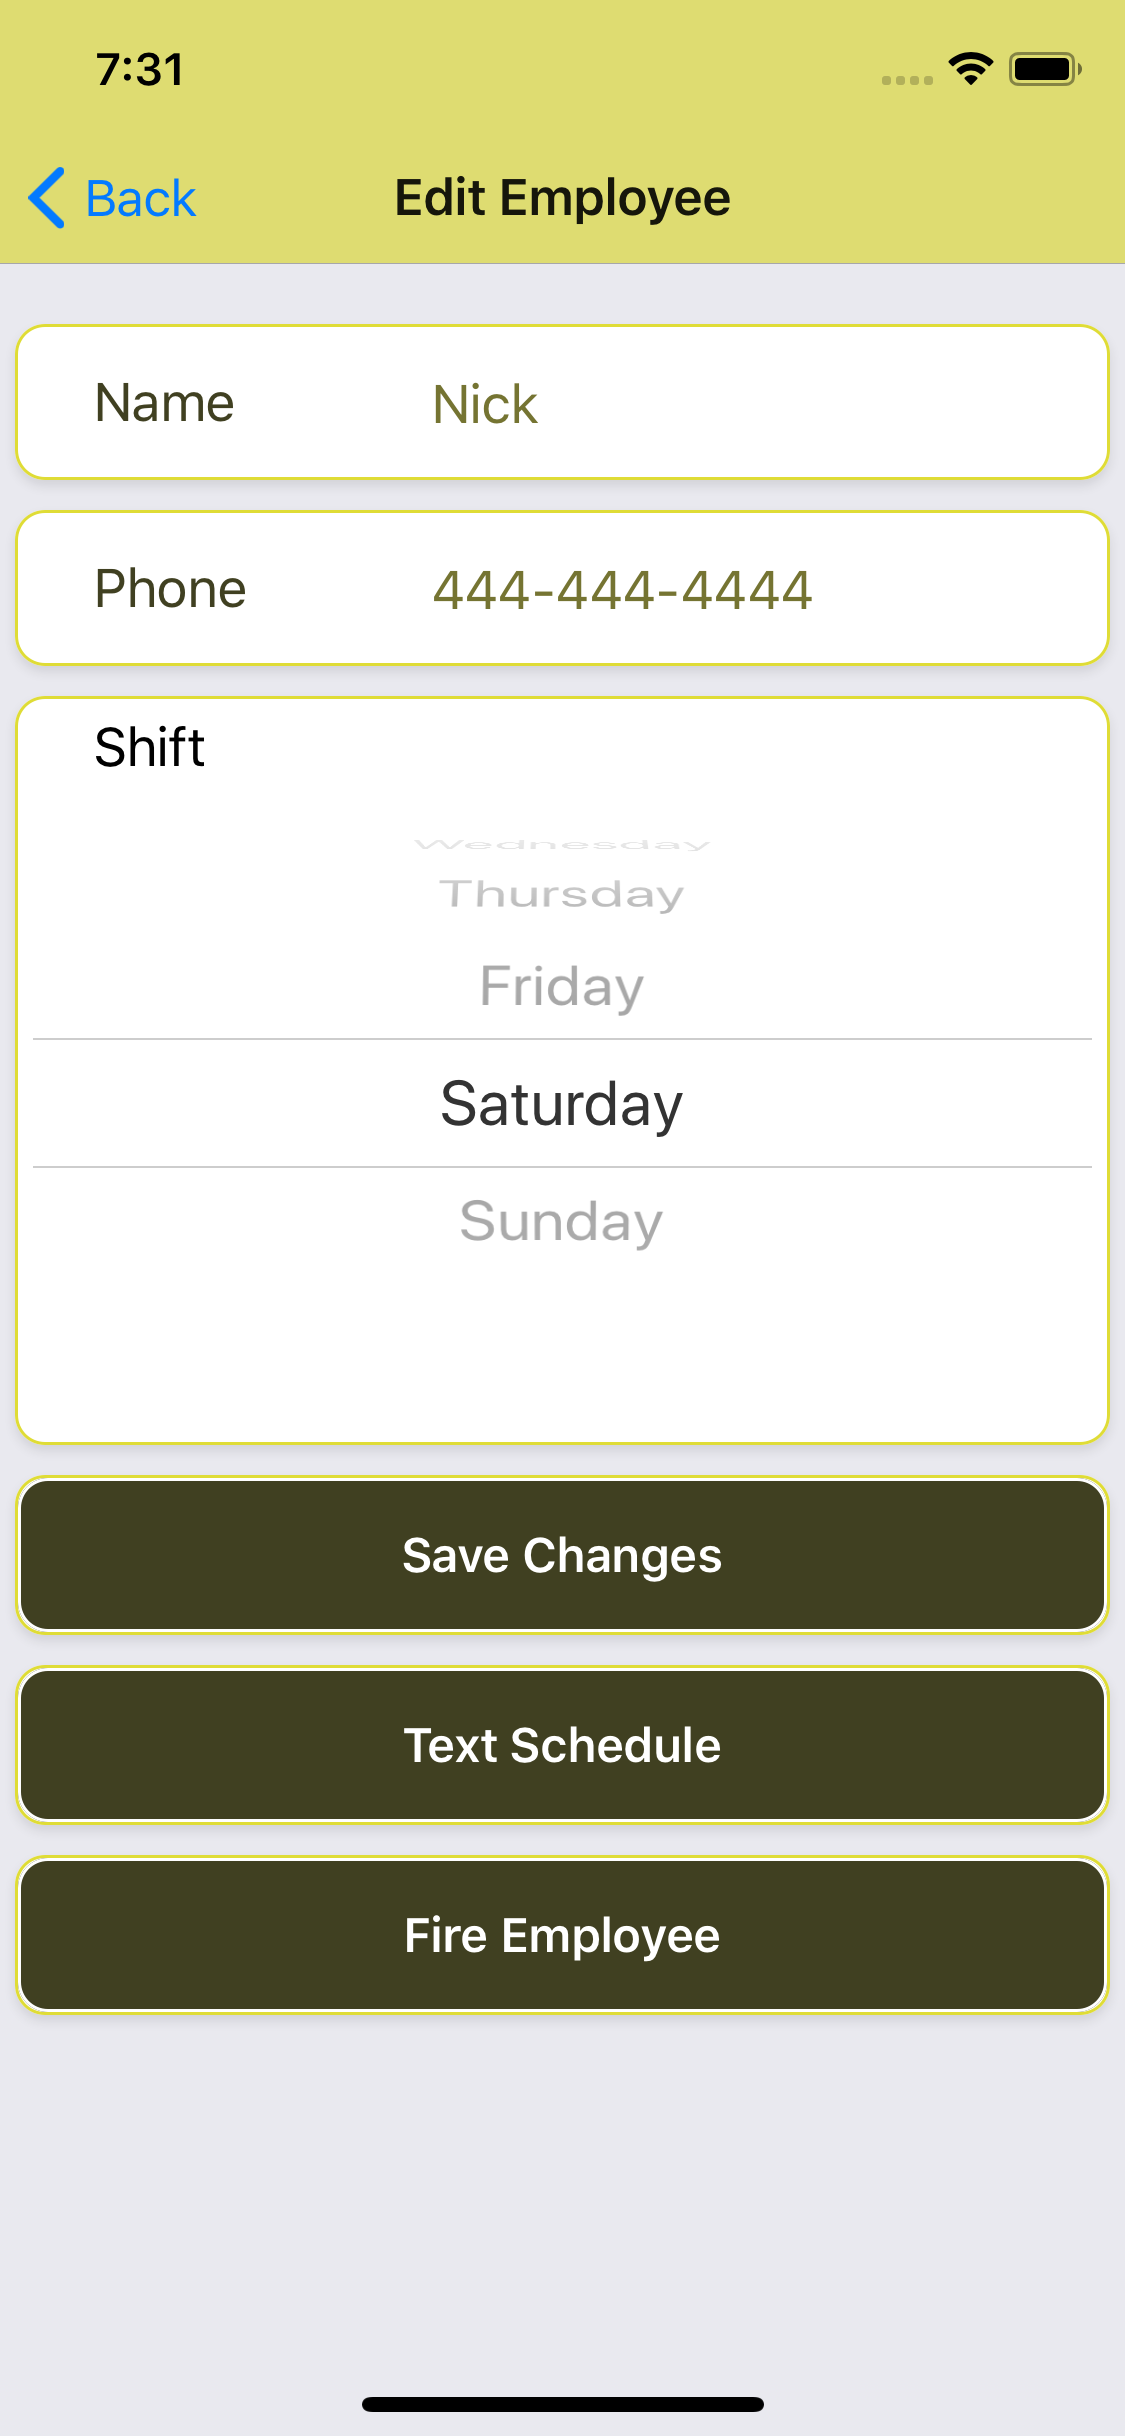 7:31
Back
Edit Employee
Name Nick
Phone 444-444-4444
Shift
Wednesday
Thursday
Friday
Saturday
Sunday
Save Changes
Text Schedule
Fire Employee